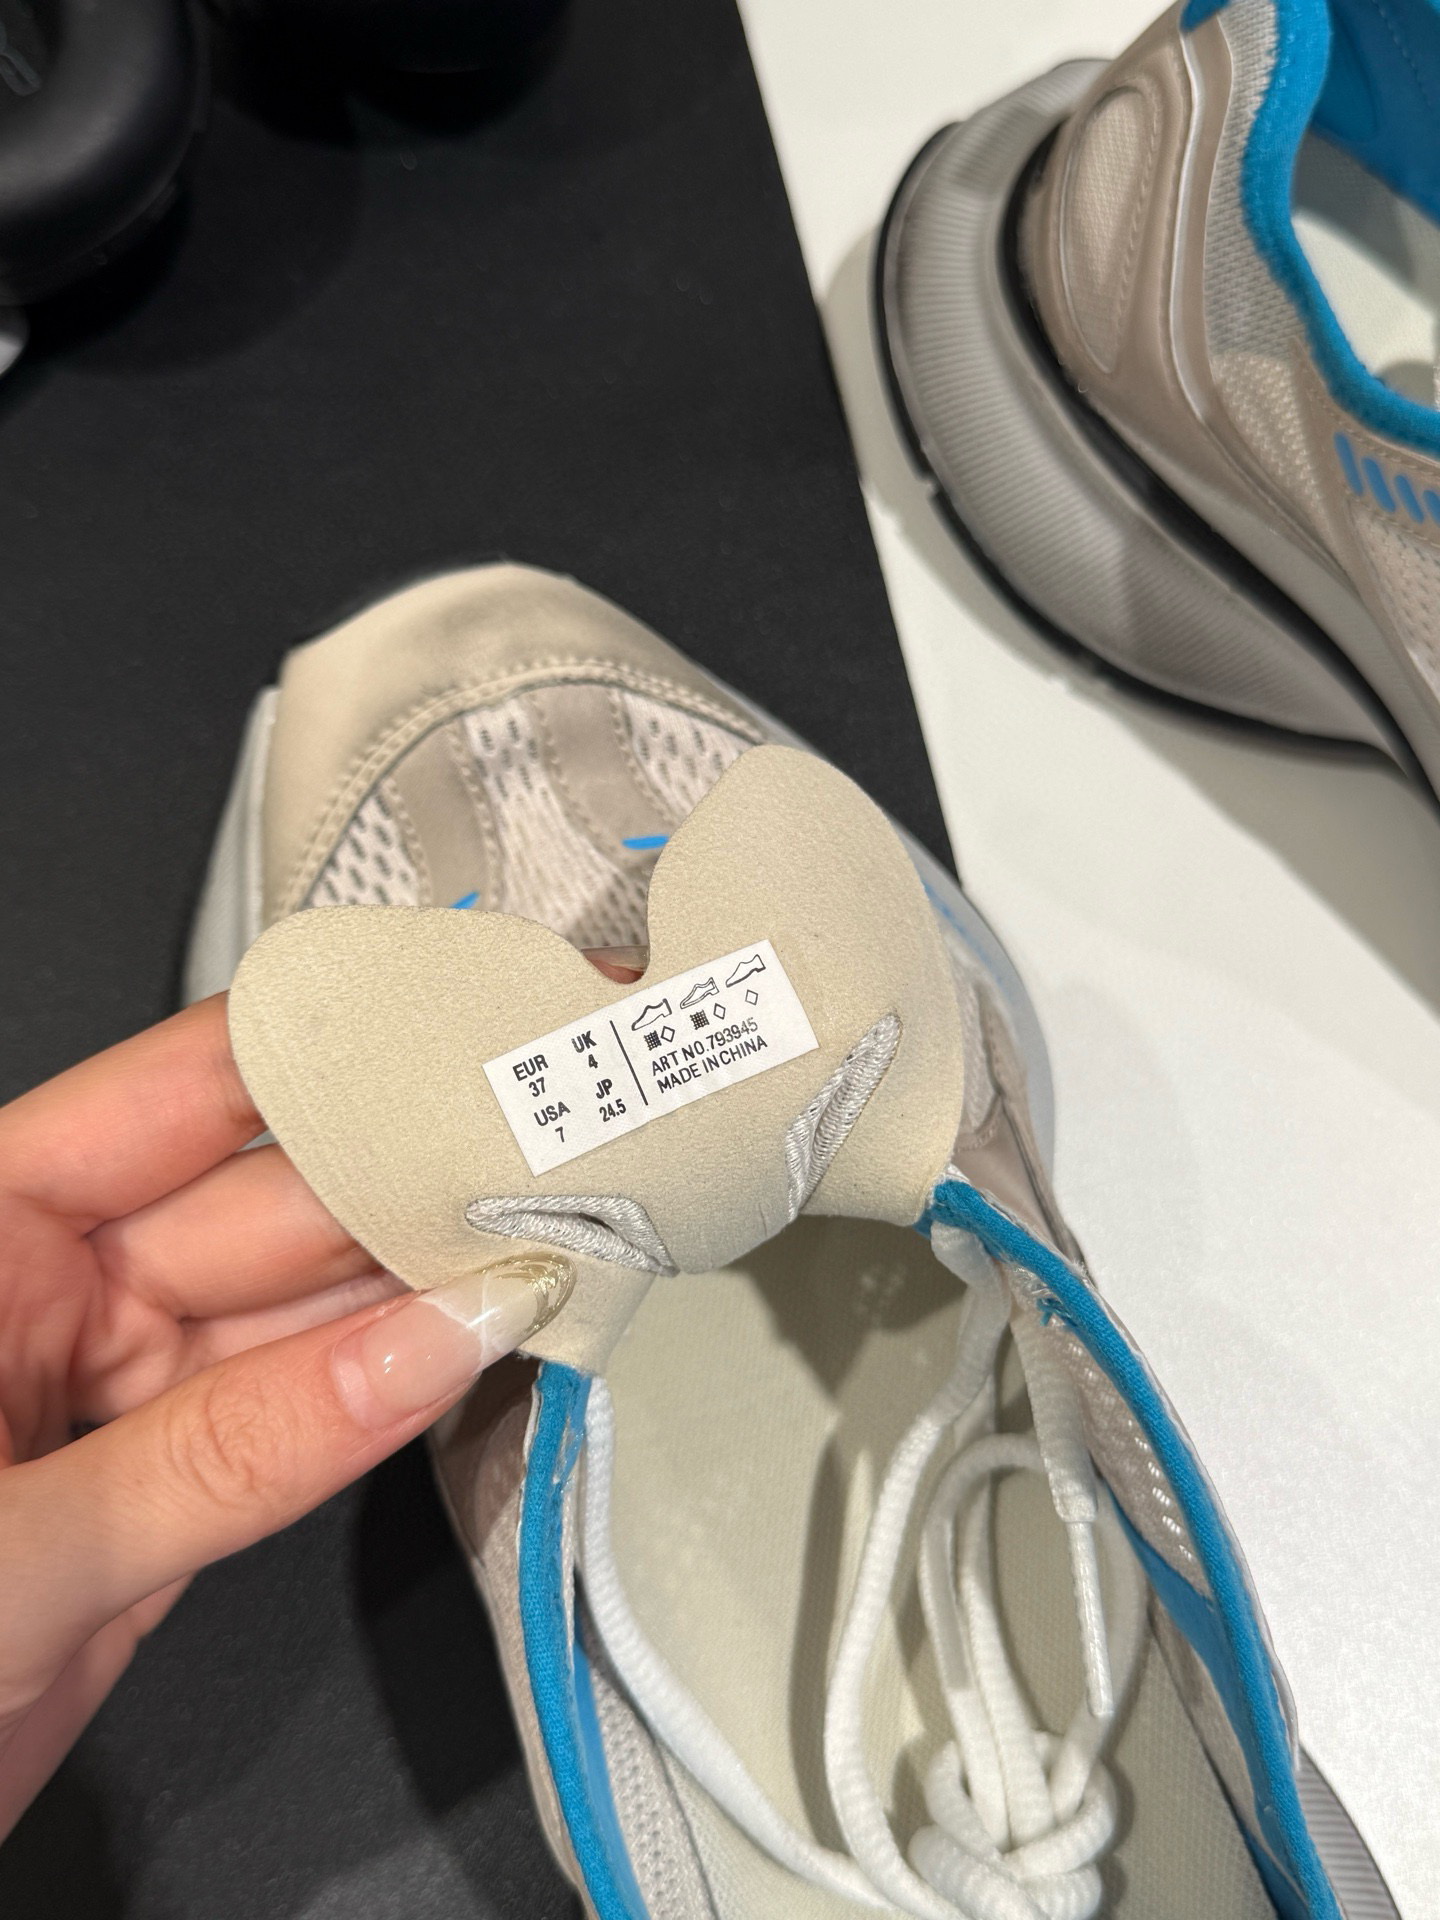 EUR UK
37 4
USA JP
7 24.5
ART NO.793945
MADE IN CHINA